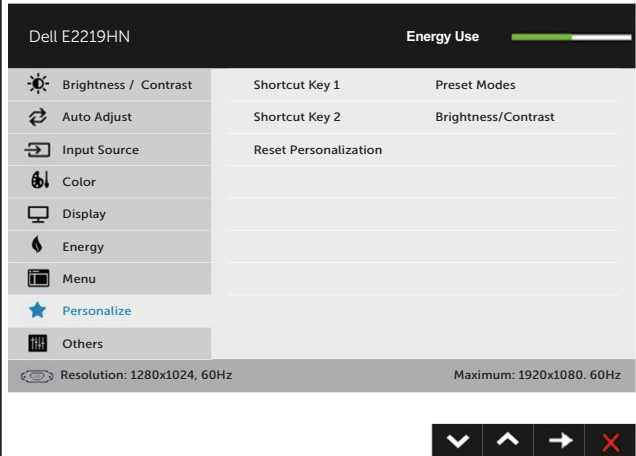 Dell E2219HN Energy Use
Brightness / Contrast Shortcut Key 1 Preset Modes
Auto Adjust Shortcut Key 2 Brightness/Contrast
Input Source Reset Personalization
Color
Display
Energy
Menu
Personalize
Others
Resolution: 1280x1024, 60Hz Maximum: 1920x1080. 60Hz